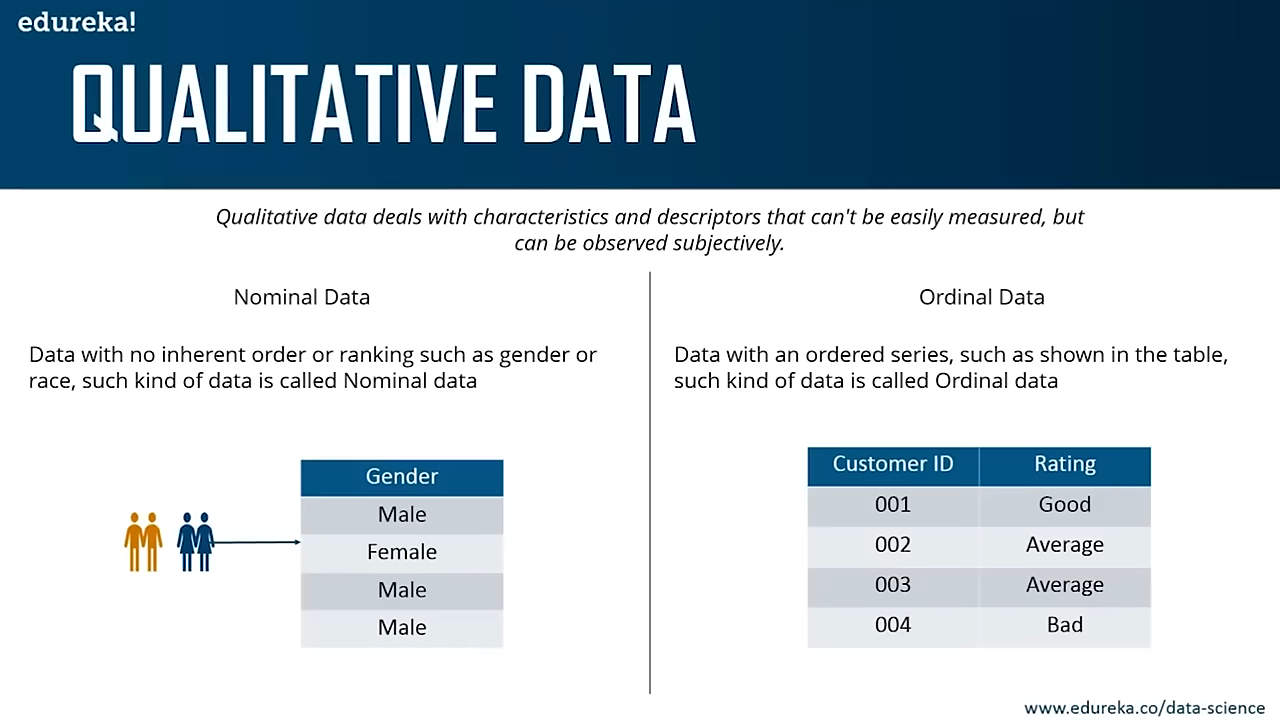 edureka!
QUALITATIVE DATA
Qualitative data deals with characteristics and descriptors that can't be easily measured, but
can be observed subjectively.
Nominal Data
Data with no inherent order or ranking such as gender or
race, such kind of data is called Nominal data
Gender
Male
Female
Male
Male
Ordinal Data
Data with an ordered series, such as shown in the table,
such kind of data is called Ordinal data
Customer ID Rating
001 Good
002 Average
003 Average
004 Bad
www.edureka.co/data-science